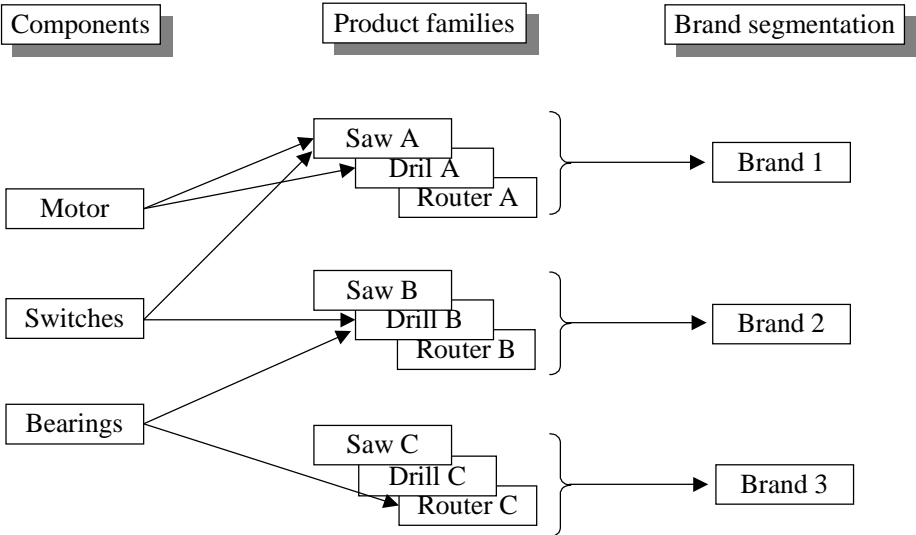 Components
Product families
Brand segmentation
Saw A
Drill A
Router A
Brand 1
Motor
Saw B
Switches
Drill B
Router B
Brand 2
Bearings
Saw C
Drill C
Router C
Brand 3